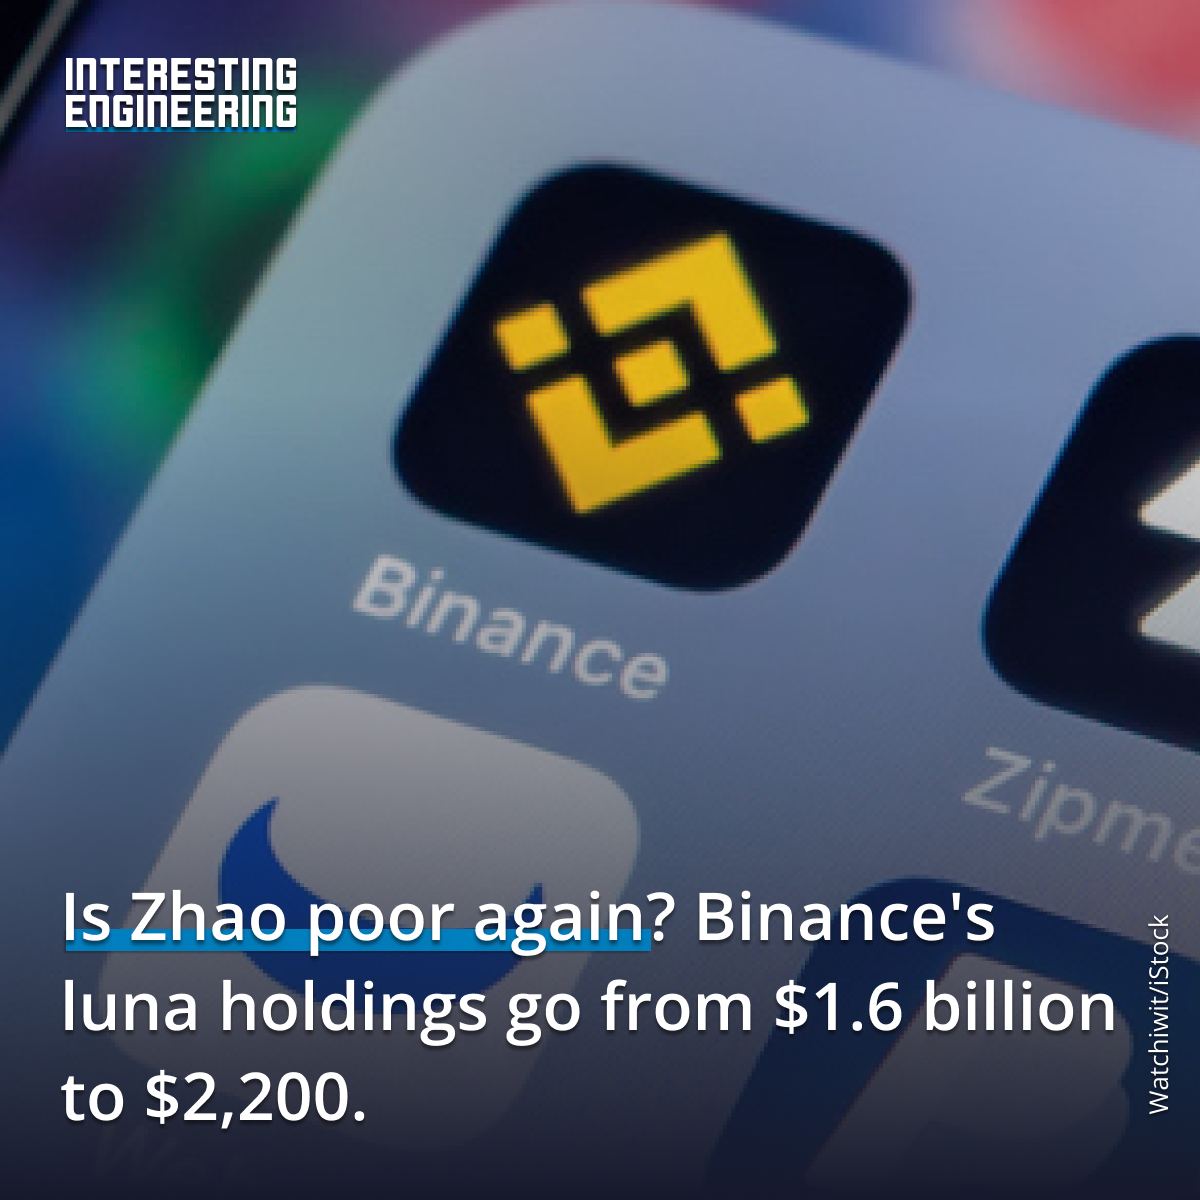 INTERESTING
ENGINEERING
Binance
Zipme
Is Zhao poor again? Binance's
luna holdings go from $1.6 billion
to $2,200.
Watchiwit/iStock